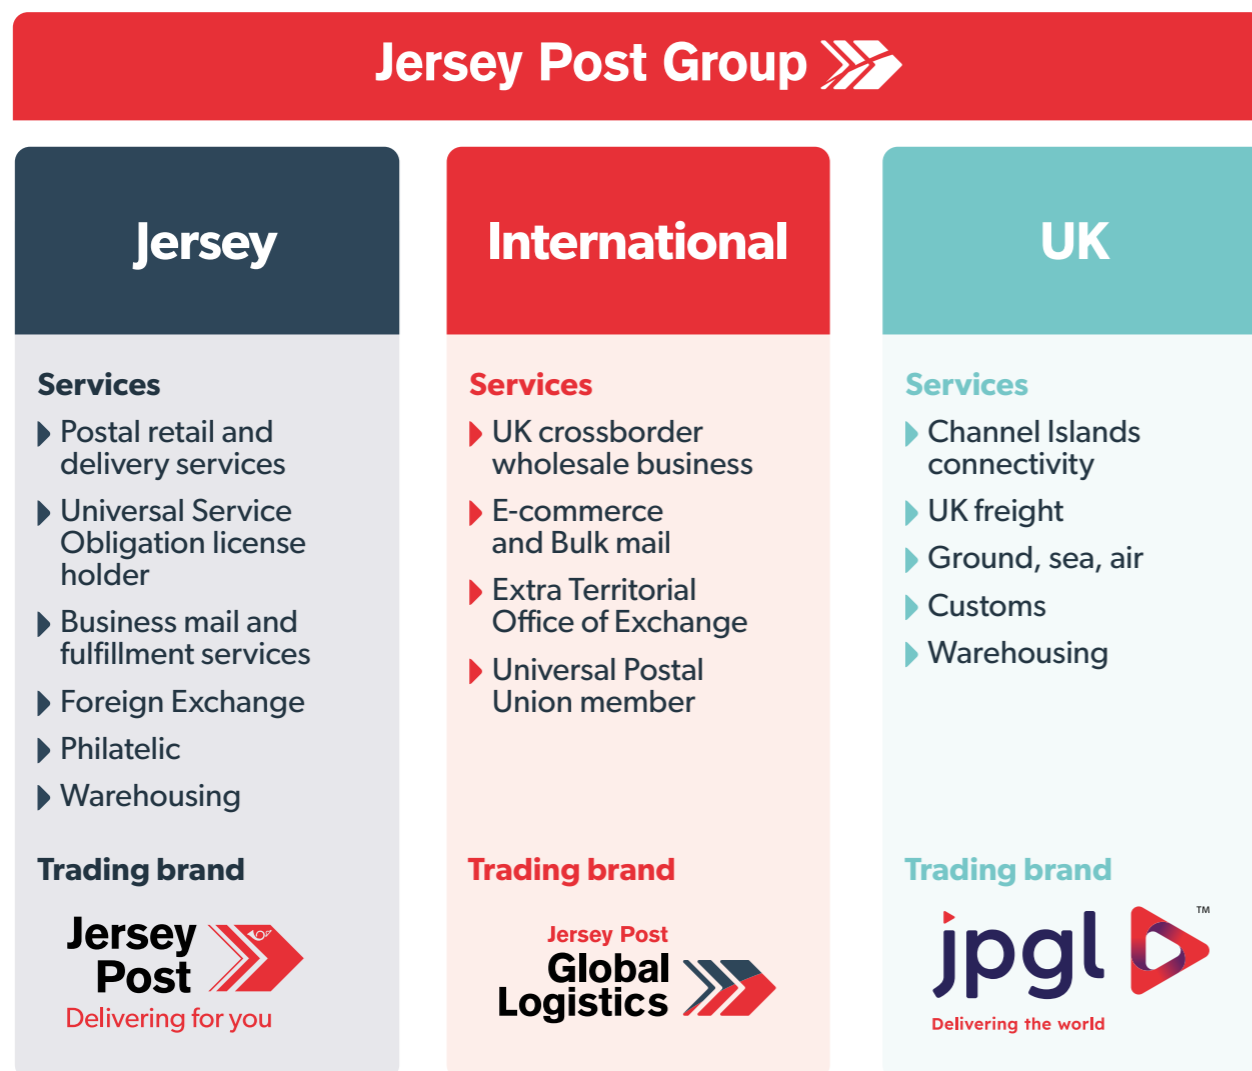 Jersey Post Group
Jersey
Services
Postal retail and
delivery services
Universal Service
Obligation license
holder
Business mail and
fulfillment services
Foreign Exchange
Philatelic
Warehousing
Trading brand
Jersey
Post
Delivering for you
International
Services
UK crossborder
wholesale business
E-commerce
and Bulk mail
Extra Territorial
Office of Exchange
Universal Postal
Union member
Trading brand
Jersey Post
Global
Logistics
UK
Services
Channel Islands
connectivity
UK freight
Ground, sea, air
Customs
Warehousing
Trading brand
jpgl
TM
Delivering the world